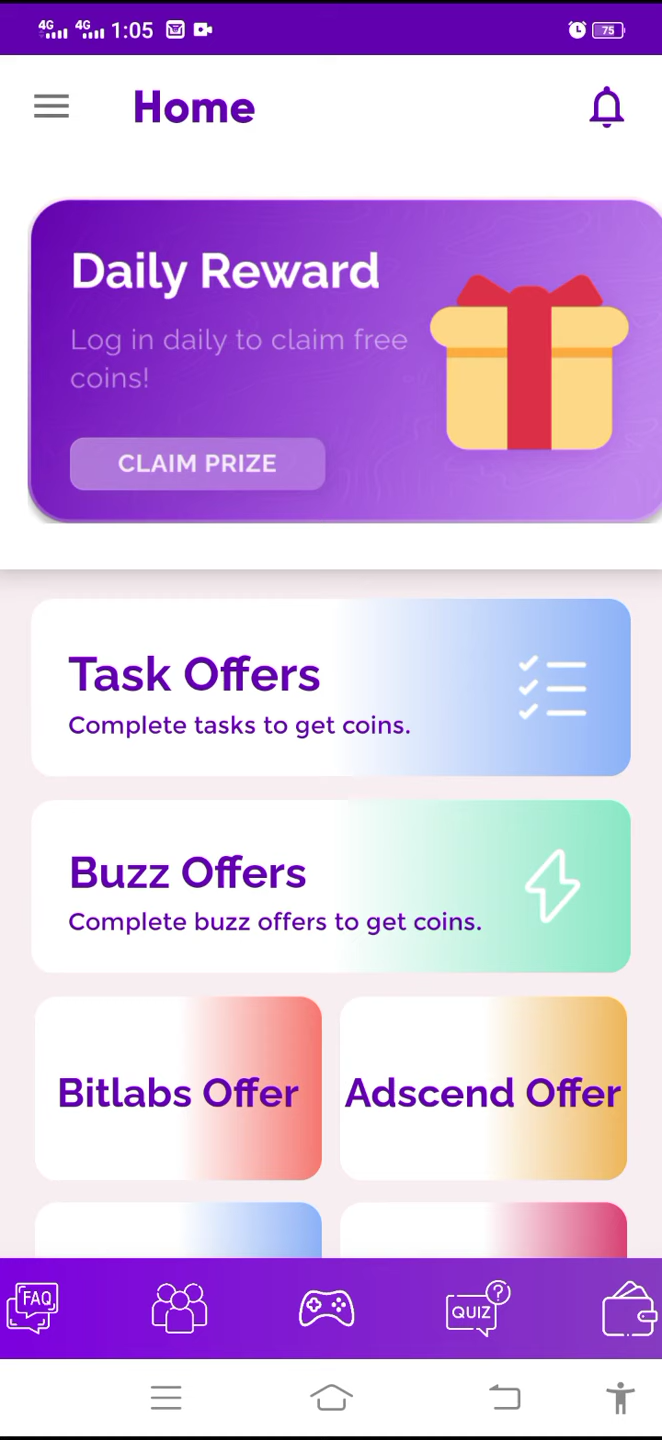 4G 4G 1:05 75
Home
Daily Reward
Log in daily to claim free
coins!
CLAIM PRIZE
Task Offers
Complete tasks to get coins.
Buzz Offers
Complete buzz offers to get coins.
Bitlabs Offer Adscend Offer
FAQ QUIZ ?